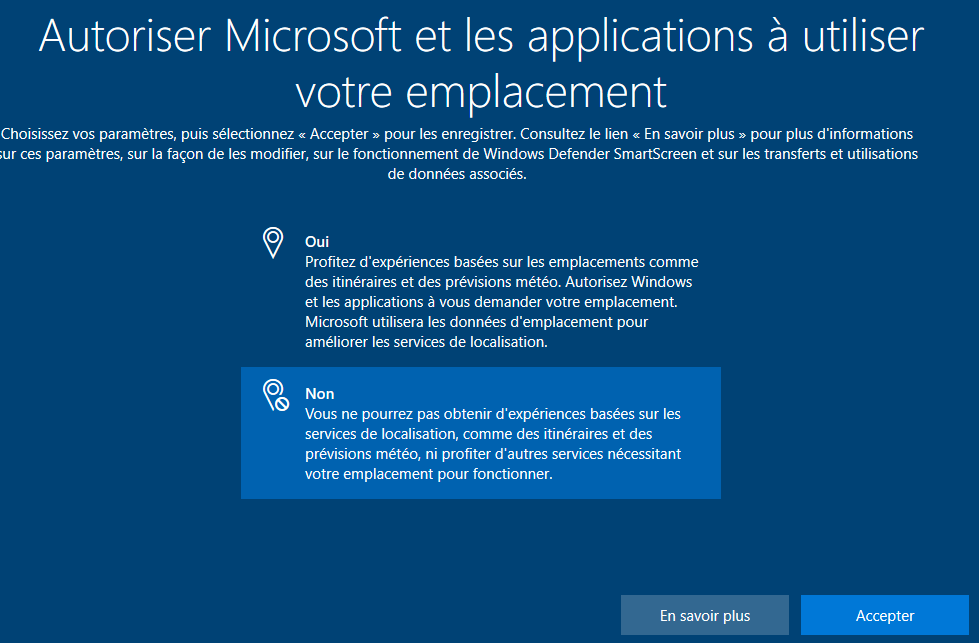 Autoriser Microsoft et les applications à utiliser
votre emplacement
Choisissez vos paramètres, puis sélectionnez « Accepter » pour les enregistrer. Consultez le lien « En savoir plus » pour plus d'informations
sur ces paramètres, sur la façon de les modifier, sur le fonctionnement de Windows Defender SmartScreen et sur les transferts et utilisations
de données associés.
Oui
Profitez d'expériences basées sur les emplacements comme
des itinéraires et des prévisions météo. Autorisez Windows
et les applications à vous demander votre emplacement.
Microsoft utilisera les données d'emplacement pour
améliorer les services de localisation.
Non
Vous ne pourrez pas obtenir d'expériences basées sur les
services de localisation, comme des itinéraires et des
prévisions météo, ni profiter d'autres services nécessitant
votre emplacement pour fonctionner.
En savoir plus
Accepter